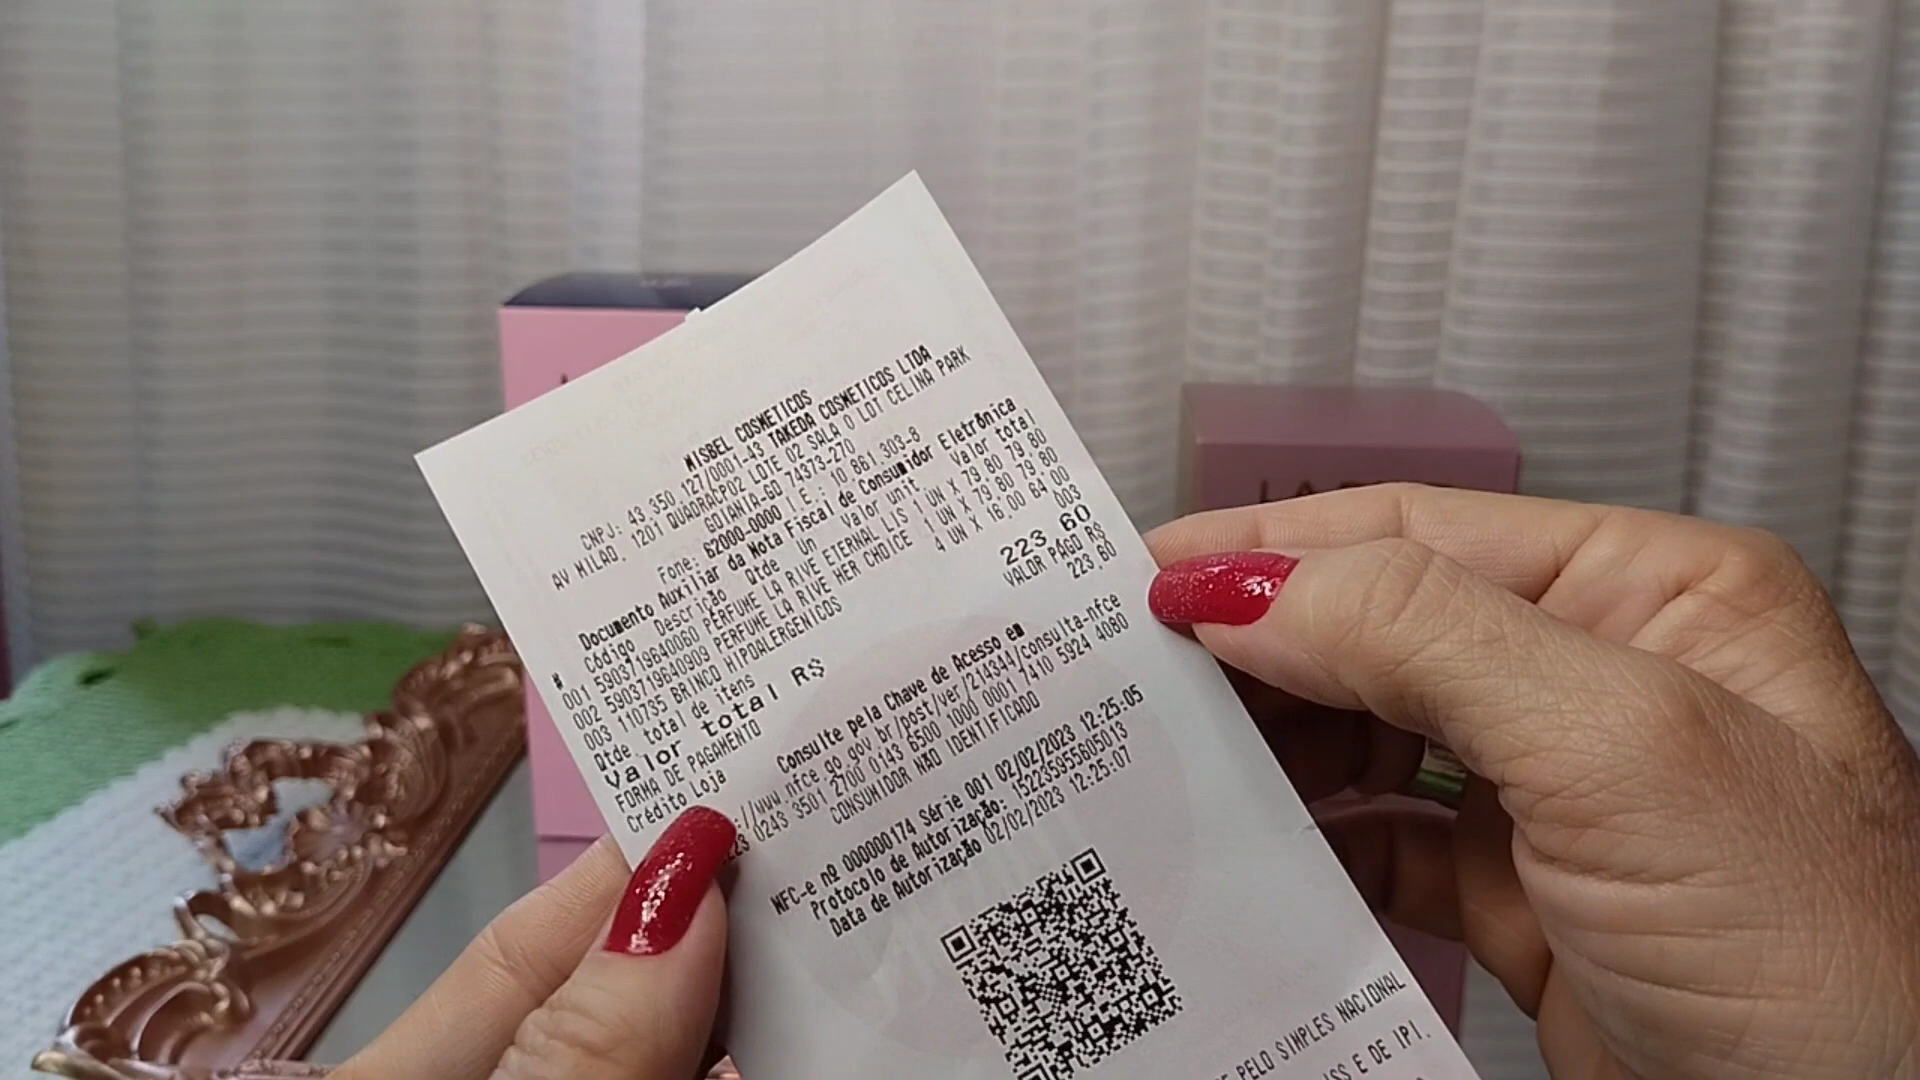 MISBEL COSMETICOS
CNPJ: 43.350.127/0001-43 TAKEDA COSMETICOS LTDA
AV MILAO, 1201 QUADRACP02 LOTE 02 SALA 0 LOT CELINA PARK
GOIANIA-GO 74373-270
Fone: 62000-0000 I.E.: 10.861.303-8
Documento Auxiliar da Nota Fiscal de Consumidor Eletrônica
# Código Descrição Qtde Un Valor unit Valor total
001 5903719640060 PERFUME LA RIVE ETERNAL LIS 1 UN X 79,80 79,80
002 5903719640909 PERFUME LA RIVE HER CHOICE 1 UN X 79,80 79,80
003 110735 BRINCO HIPOALERGENICOS 4 UN X 16,00 64,00
Qtde. total de itens 003
Valor total R$ 223,60
FORMA DE PAGAMENTO VALOR PAGO R$
Crédito Loja 223,60
Consulte pela Chave de Acesso em
://www.nfce.go.gov.br/post/ver/214344/consulta-nfce
223 0243 3501 2700 0143 6500 1000 0001 7410 5924 4080
CONSUMIDOR NÃO IDENTIFICADO
NFC-e nº 000000174 Série 001 02/02/2023 12:25:05
Protocolo de Autorização: 152235955605013
Data de Autorização 02/02/2023 12:25:07
PELO SIMPLES NACIONAL
E DE IPI.